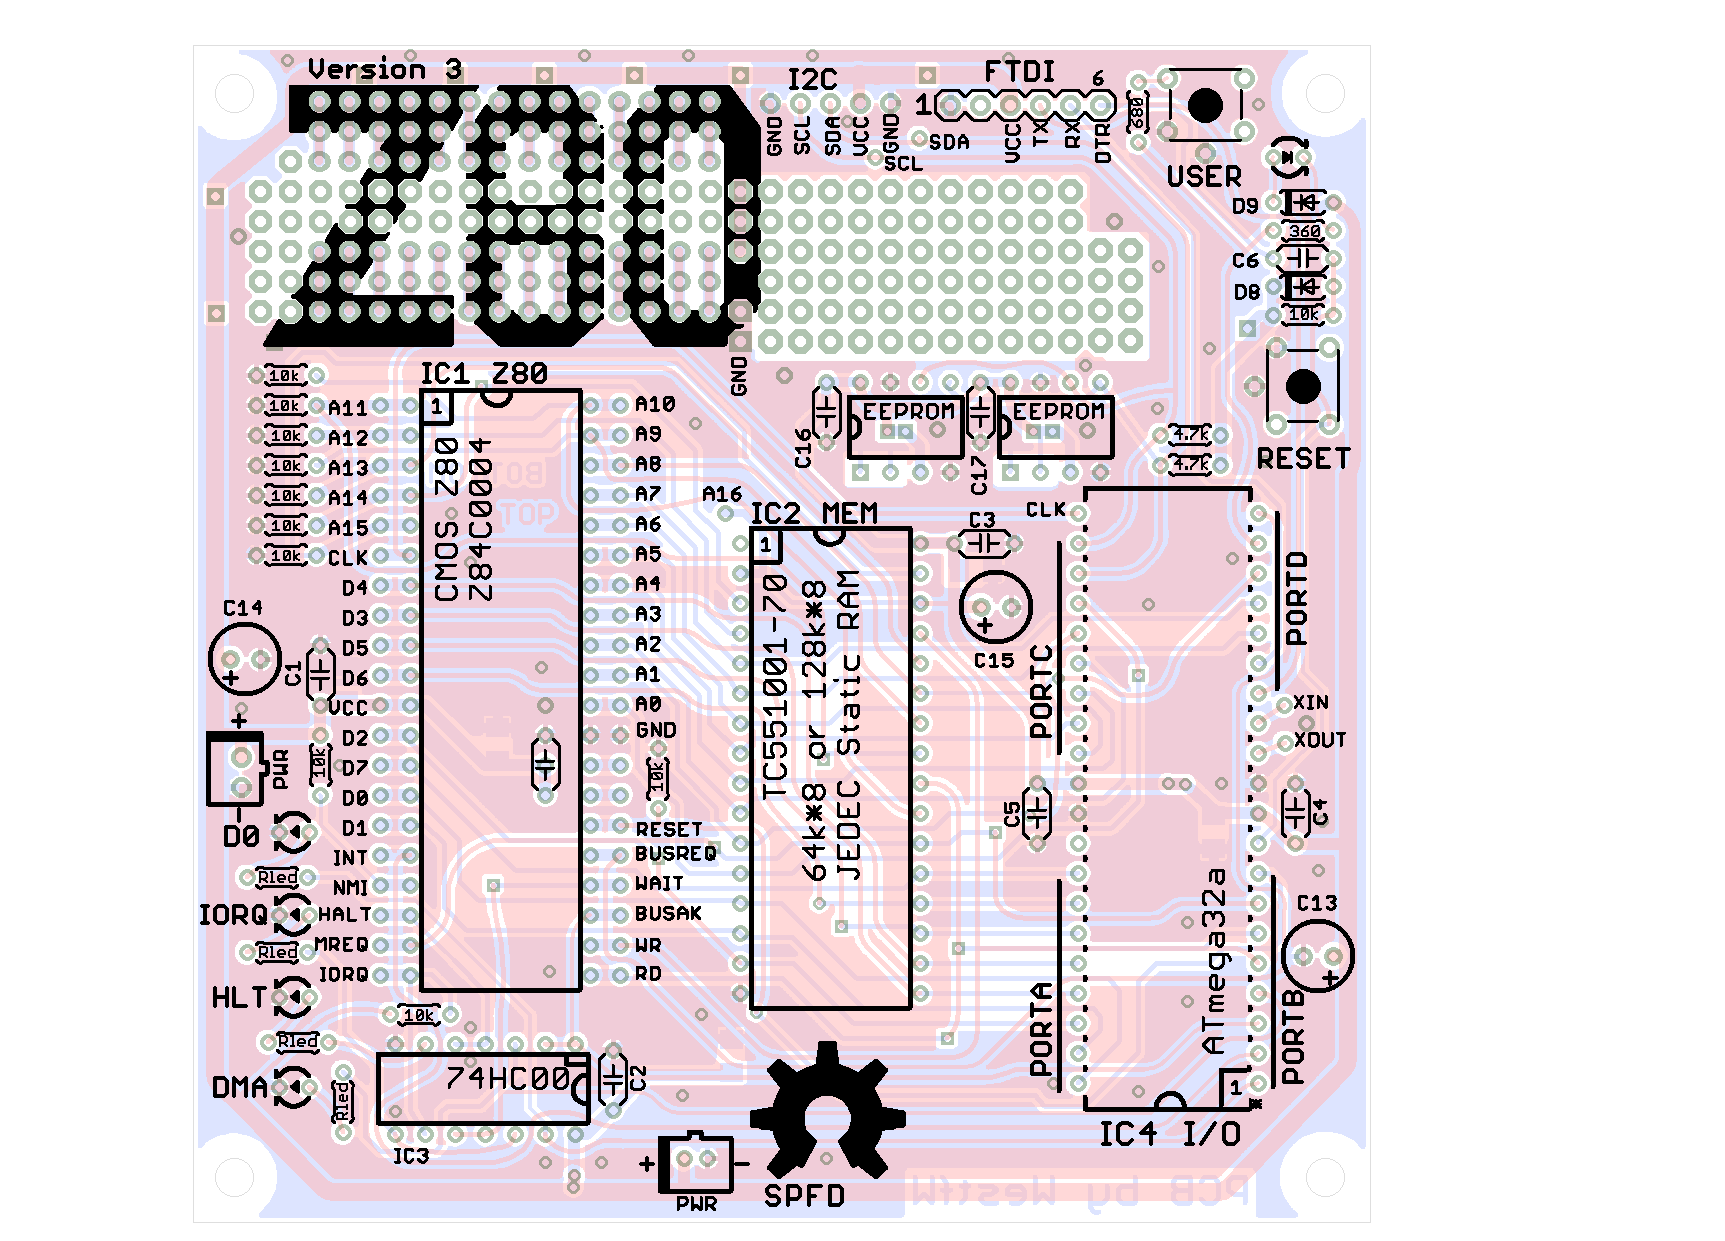 Version 3
Z80
I2C
FTDI
1
6
GND
SCL
SDA
VCC
GND
SDA
SCL
VCC
TX
RX
DTR
680
USER
D9
360
C6
D8
10k
RESET
GND
IC1 Z80
1
CMOS Z80
Z84C0004
BOT
TOP
10k
10k
10k
10k
10k
10k
10k
A11
A12
A13
A14
A15
CLK
D4
D3
D5
D6
VCC
D2
D7
D0
D1
INT
NMI
HALT
MREQ
IORQ
A10
A9
A8
A7
A6
A5
A4
A3
A2
A1
A0
GND
10k
RESET
BUSREQ
WAIT
BUSAK
WR
RD
C16
EEPROM
C17
EEPROM
4.7k
4.7k
A16
IC2 MEM
1
TC551001-70
64k*8 or 128k*8
JEDEC Static RAM
CLK
C3
+
C15
PORTC
PORTD
XIN
XOUT
C5
C4
PORTA
ATmega32a
PORTB
C13
+
1
*
IC4 I/O
C14
+
C1
+
PWR
-
10k
D0
Rled
IORQ
Rled
HLT
Rled
DMA
Rled
10k
74HC00
C2
IC3
+
-
PWR
SPFD
PCB by WestfW